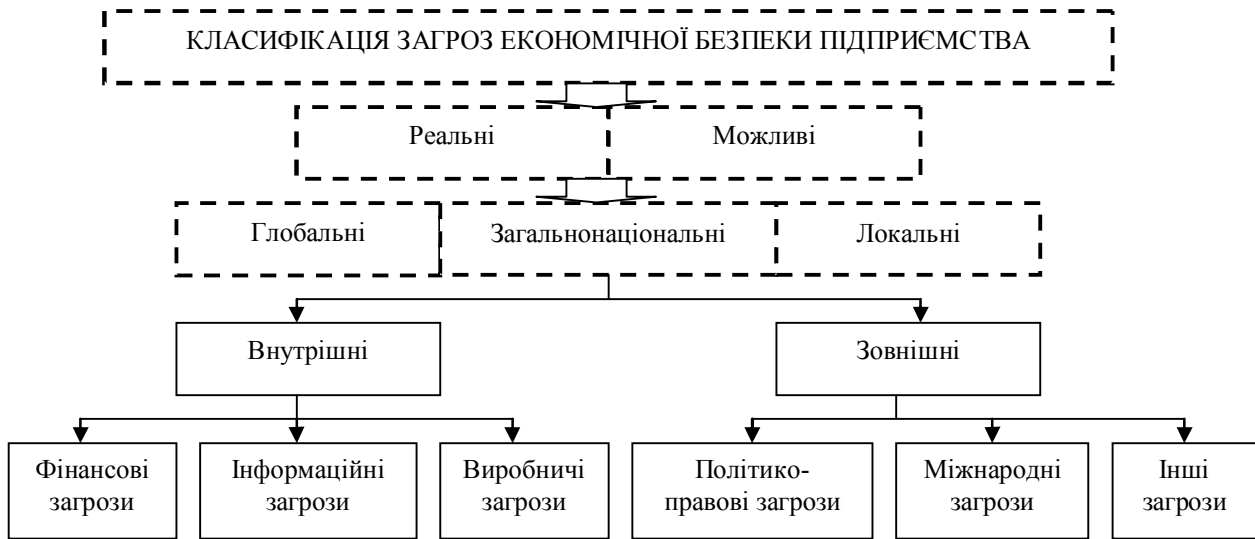 КЛАСИФІКАЦІЯ ЗАГРОЗ ЕКОНОМІЧНОЇ БЕЗПЕКИ ПІДПРИЄМСТВА
Реальні
Можливі
Глобальні
Загальнонаціональні
Локальні
Внутрішні
Зовнішні
Фінансові
загрози
Інформаційні
загрози
Виробничі
загрози
Політико-
правові загрози
Міжнародні
загрози
Інші
загрози